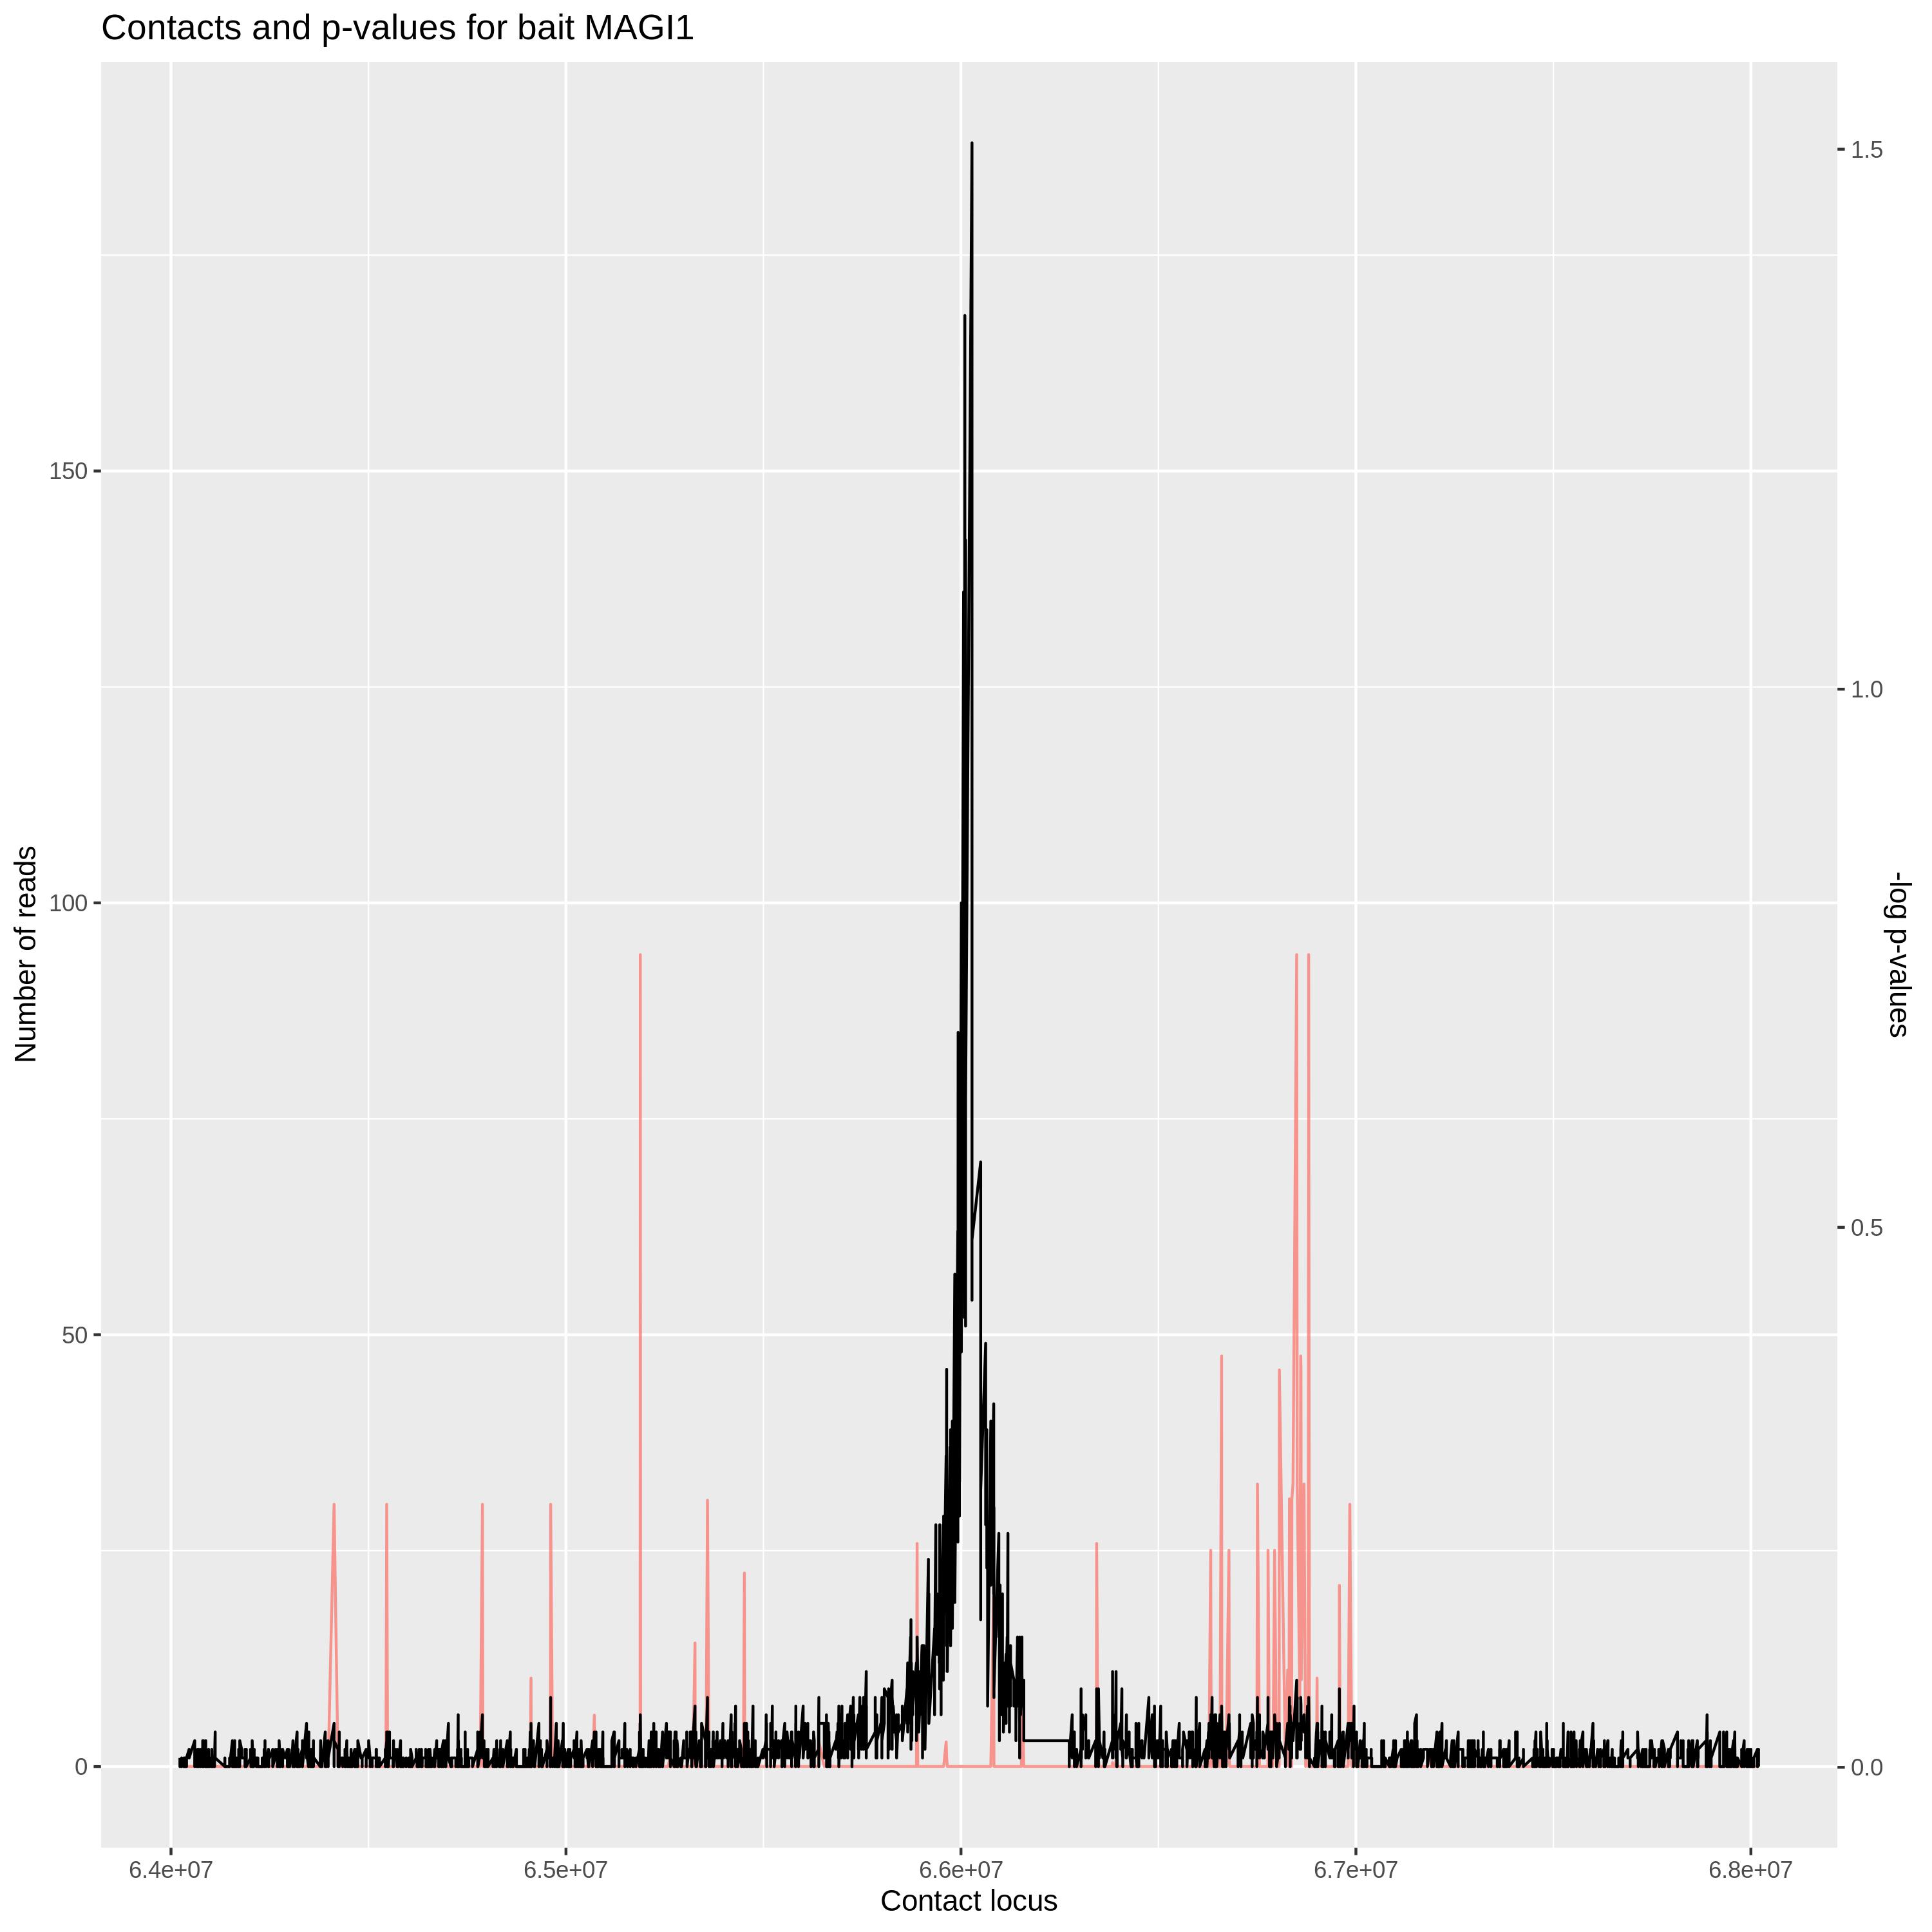 Contacts and p-values for bait MAGI1
1.5
150
1.0
100
Number of reads
-log p-values
0.5
50
0
0.0
6.4e+07
6.5e+07
6.6e+07
6.7e+07
6.8e+07
Contact locus